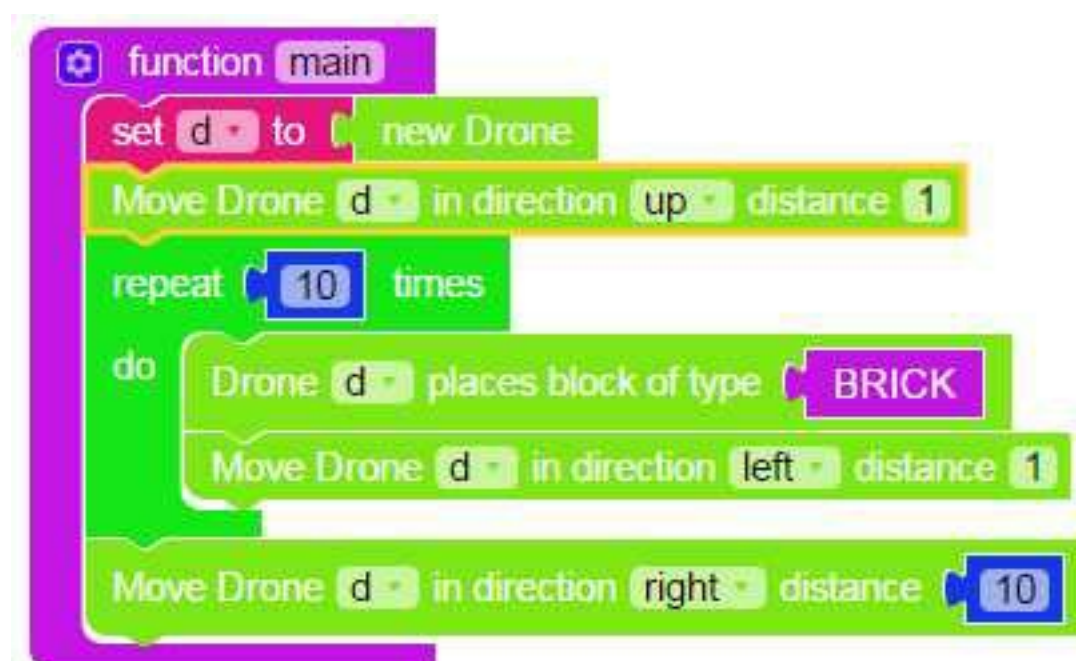 function main
set d to new Drone
Move Drone d in direction up distance 1
repeat 10 times
do
Drone d places block of type BRICK
Move Drone d in direction left distance 1
Move Drone d in direction right distance 10